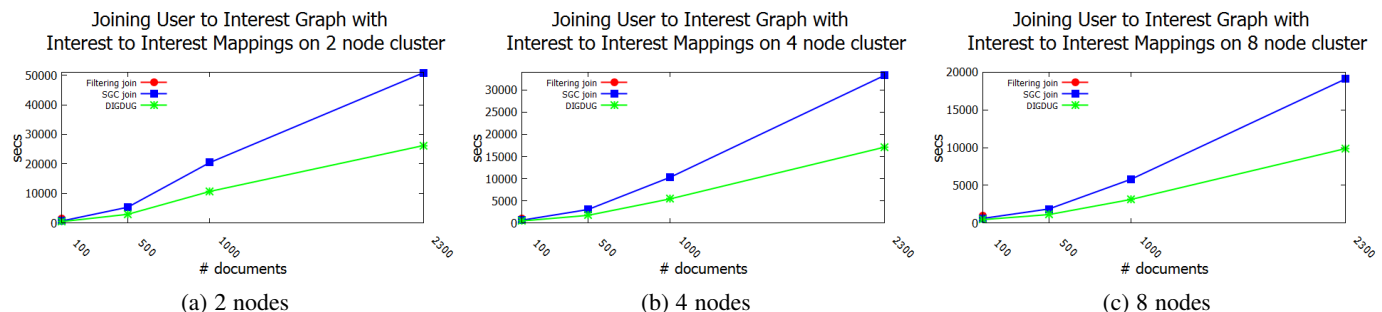 Joining User to Interest Graph with
Interest to Interest Mappings on 2 node cluster
50000
40000
30000
20000
10000
0
secs
Filtering join
SGC join
DIGDUG
100
500
1000
2300
# documents
(a) 2 nodes
Joining User to Interest Graph with
Interest to Interest Mappings on 4 node cluster
30000
25000
20000
15000
10000
5000
0
secs
Filtering join
SGC join
DIGDUG
100
500
1000
2300
# documents
(b) 4 nodes
Joining User to Interest Graph with
Interest to Interest Mappings on 8 node cluster
20000
15000
10000
5000
0
secs
Filtering join
SGC join
DIGDUG
100
500
1000
2300
# documents
(c) 8 nodes